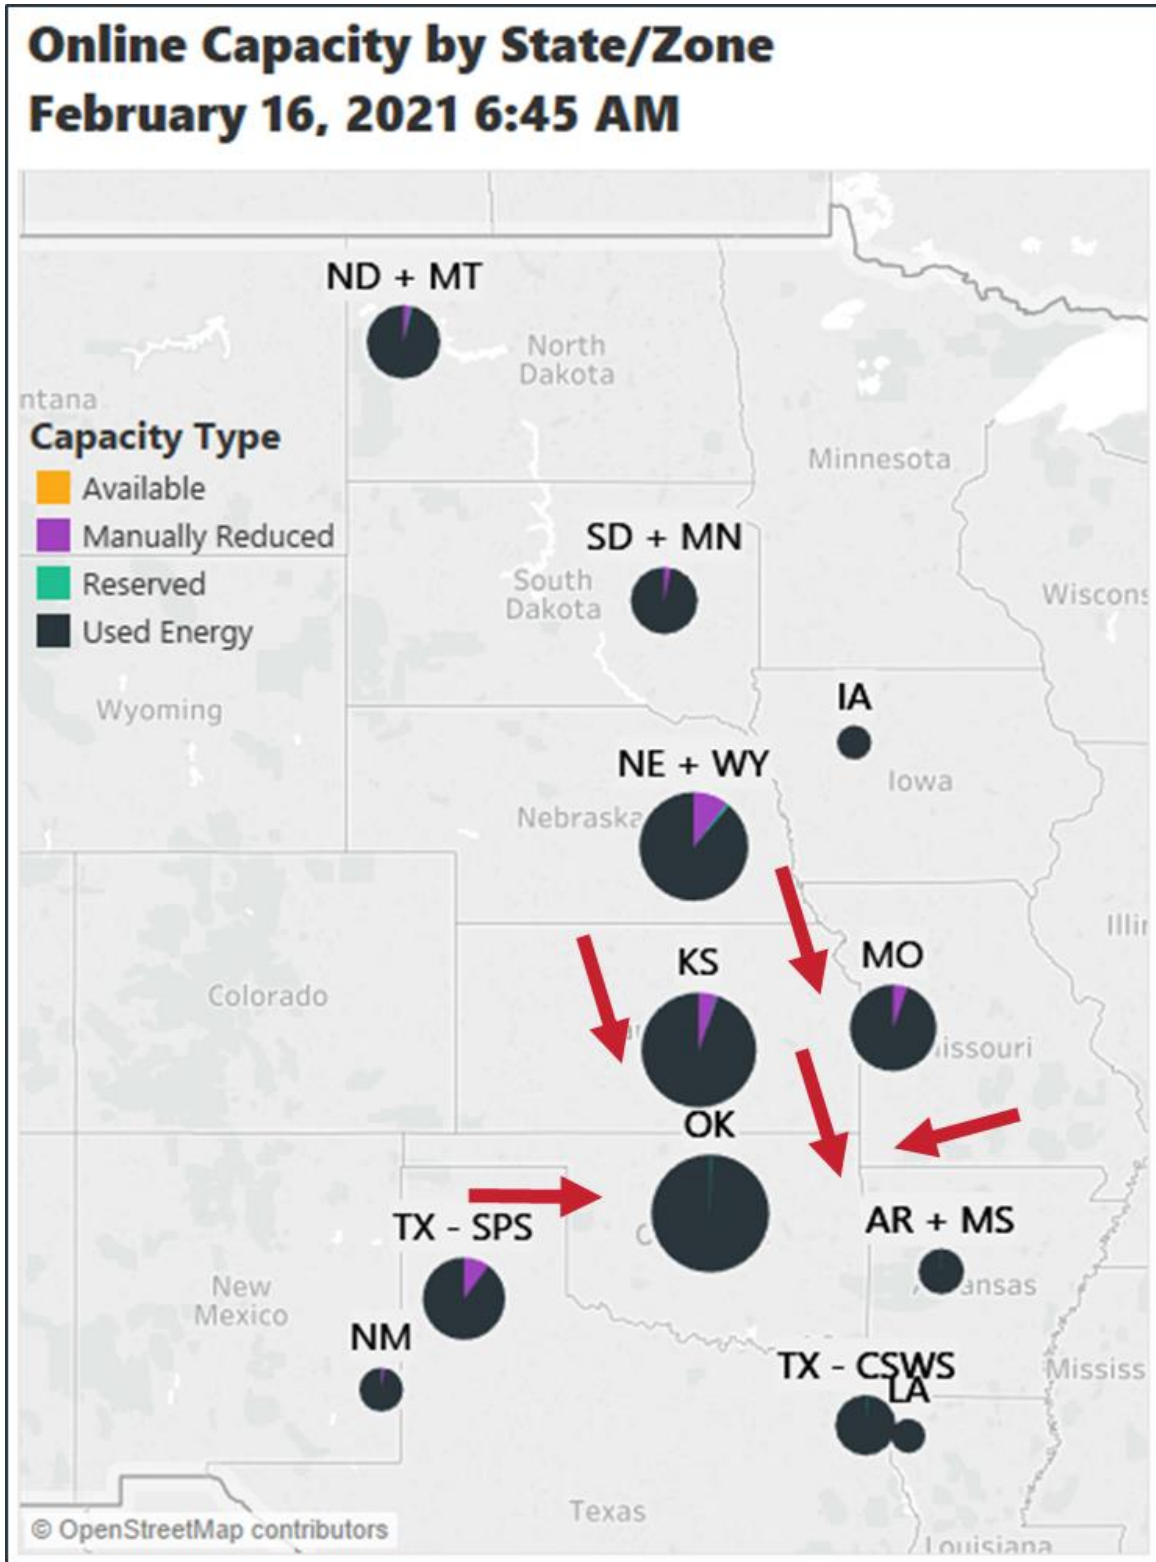 Online Capacity by State/Zone
February 16, 2021 6:45 AM
ND + MT
North
Dakota
ntana
Capacity Type
Available
Manually Reduced
Reserved
Used Energy
Minnesota
SD + MN
South
Dakota
Wiscons
Wyoming
IA
Iowa
NE + WY
Nebraska
Illin
KS
MO
Colorado
issouri
OK
TX - SPS
AR + MS
New
Mexico
ansas
NM
TX - CSWS
LA
Mississ
Texas
© OpenStreetMap contributors
Louisiana